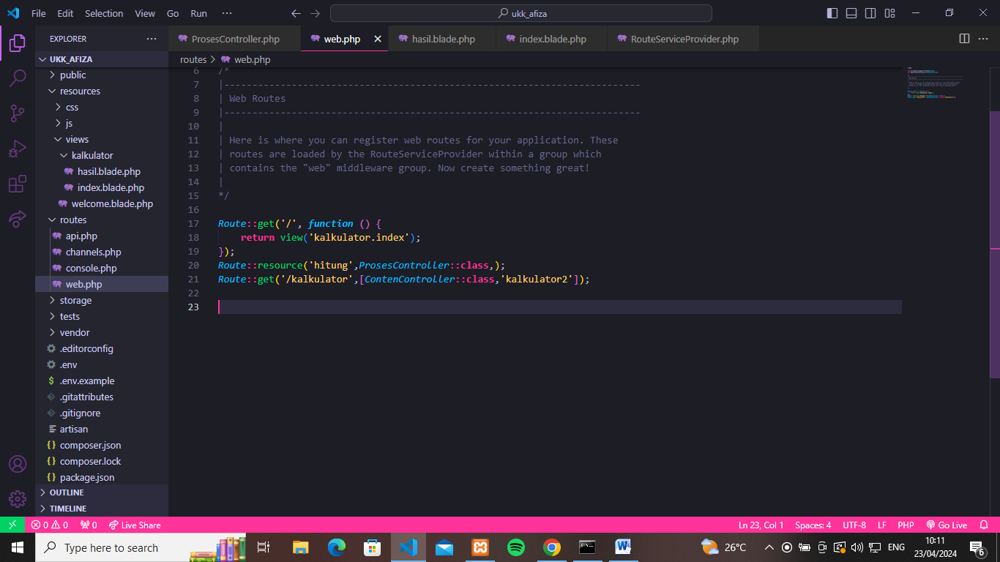 File Edit Selection View Go Run ···
ukk_afiza
EXPLORER ···
UKK_AFIZA
public
resources
css
js
views
kalkulator
hasil.blade.php
index.blade.php
welcome.blade.php
routes
api.php
channels.php
console.php
web.php
storage
tests
vendor
.editorconfig
.env
$ .env.example
.gitattributes
.gitignore
artisan
{} composer.json
{} composer.lock
{} package.json
OUTLINE
TIMELINE
ProsesController.php web.php hasil.blade.php index.blade.php RouteServiceProvider.php ···
routes > web.php
6 /*
7 |--------------------------------------------------------------------------
8 | Web Routes
9 |--------------------------------------------------------------------------
10 |
11 | Here is where you can register web routes for your application. These
12 | routes are loaded by the RouteServiceProvider within a group which
13 | contains the "web" middleware group. Now create something great!
14 |
15 */
16
17 Route::get('/', function () {
18     return view('kalkulator.index');
19 });
20 Route::resource('hitung',ProsesController::class,);
21 Route::get('/kalkulator',[ContenController::class,'kalkulator2']);
22
23
0 0 0 Live Share Ln 23, Col 1 Spaces: 4 UTF-8 LF PHP Go Live
Type here to search 26°C ENG 10:11
23/04/2024
6